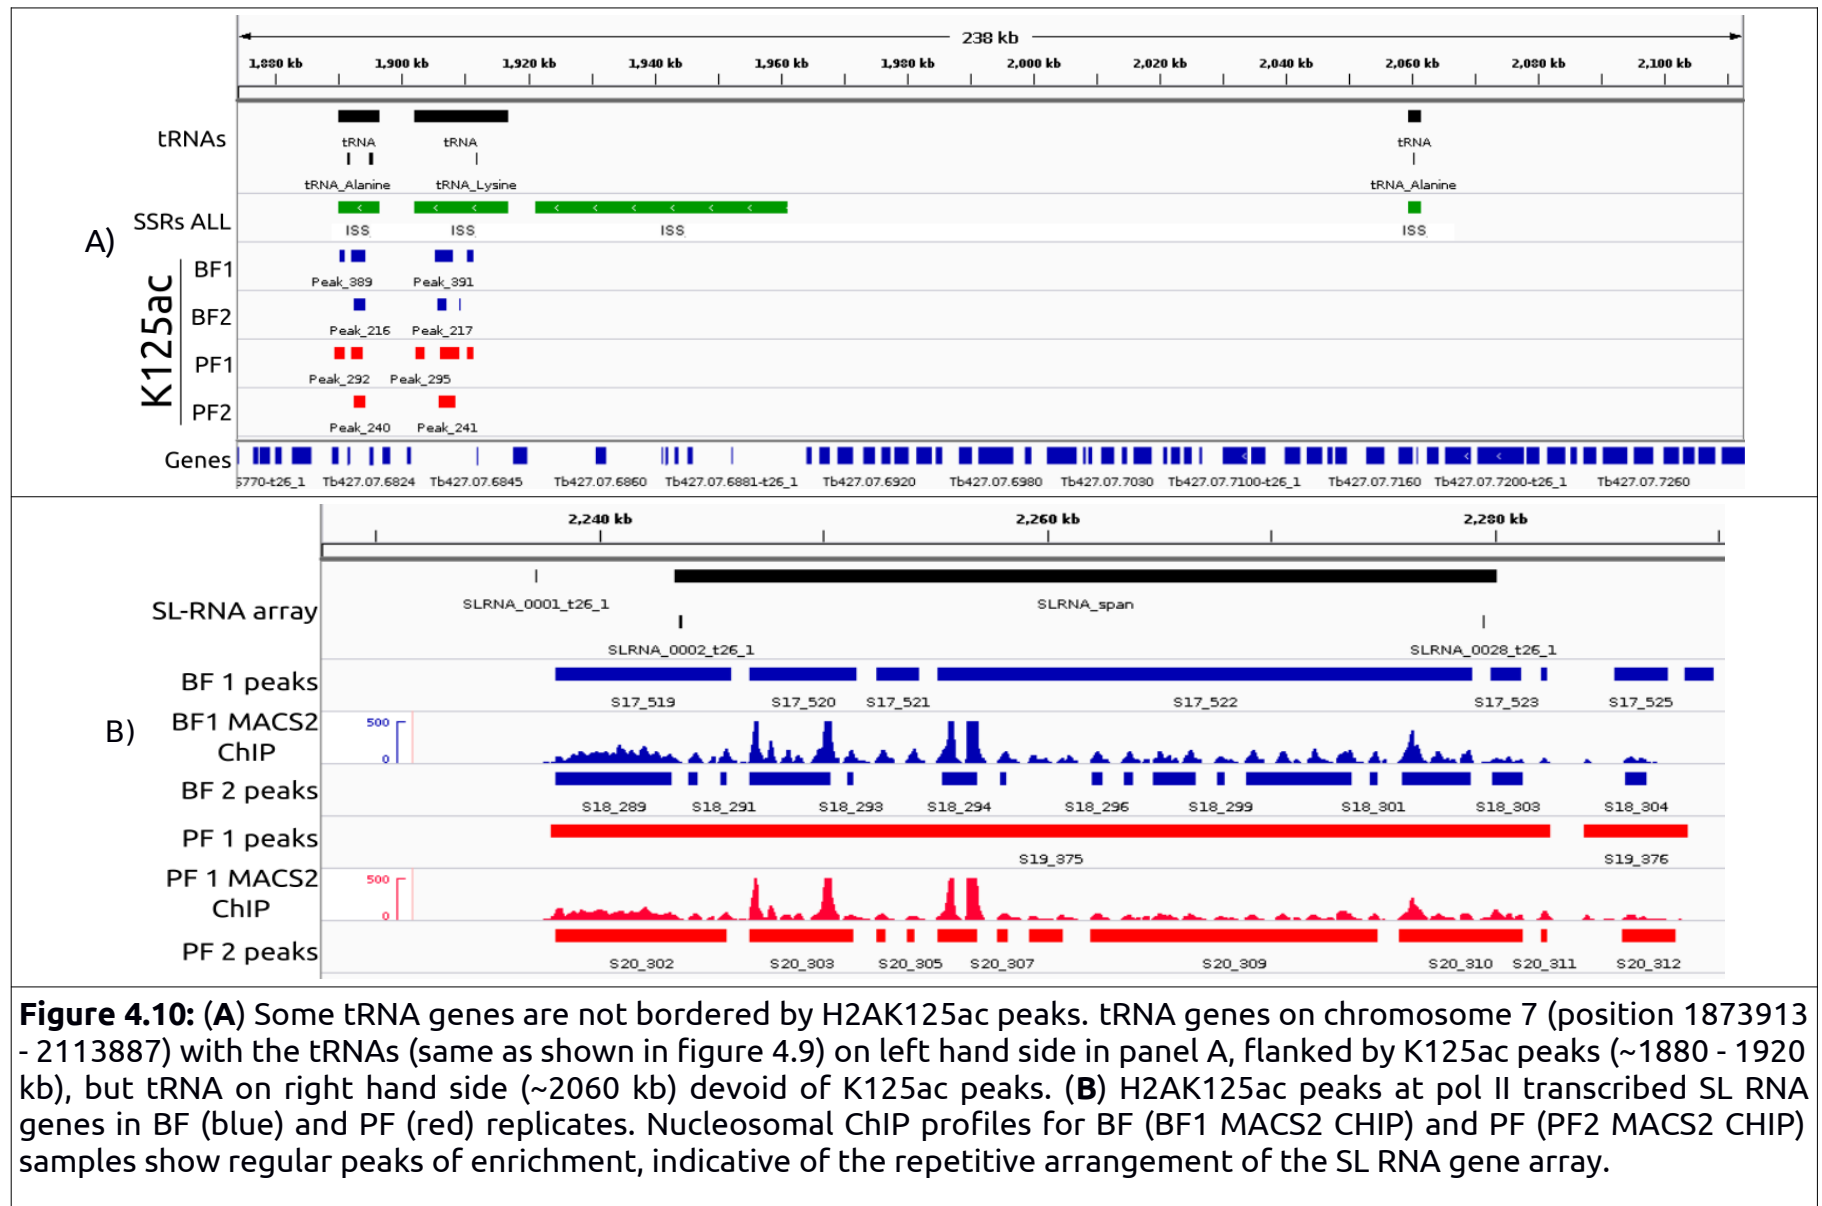 238 kb
1,880 kb 1,900 kb 1,920 kb 1,940 kb 1,960 kb 1,980 kb 2,000 kb 2,020 kb 2,040 kb 2,060 kb 2,080 kb 2,100 kb
tRNAs
tRNA tRNA tRNA
tRNA_Alanine tRNA_Lysine tRNA_Alanine
SSRs ALL
ISS ISS ISS ISS
A)
K125ac
BF1
Peak_389 Peak_391
BF2
Peak_216 Peak_217
PF1
Peak_292 Peak_295
PF2
Peak_240 Peak_241
Genes
5770-t26_1 Tb427.07.6824 Tb427.07.6845 Tb427.07.6860 Tb427.07.6881-t26_1 Tb427.07.6920 Tb427.07.6980 Tb427.07.7030 Tb427.07.7100-t26_1 Tb427.07.7160 Tb427.07.7200-t26_1 Tb427.07.7260
2,240 kb 2,260 kb 2,280 kb
SL-RNA array
SLRNA_0001_t26_1 SLRNA_span
SLRNA_0002_t26_1 SLRNA_0028_t26_1
B)
BF 1 peaks
S17_519 S17_520 S17_521 S17_522 S17_523 S17_525
BF1 MACS2
ChIP
500
0
BF 2 peaks
S18_289 S18_291 S18_293 S18_294 S18_296 S18_299 S18_301 S18_303 S18_304
PF 1 peaks
S19_375 S19_376
PF 1 MACS2
ChIP
500
0
PF 2 peaks
S20_302 S20_303 S20_305 S20_307 S20_309 S20_310 S20_311 S20_312
Figure 4.10: (A) Some tRNA genes are not bordered by H2AK125ac peaks. tRNA genes on chromosome 7 (position 1873913
- 2113887) with the tRNAs (same as shown in figure 4.9) on left hand side in panel A, flanked by K125ac peaks (~1880 - 1920
kb), but tRNA on right hand side (~2060 kb) devoid of K125ac peaks. (B) H2AK125ac peaks at pol II transcribed SL RNA
genes in BF (blue) and PF (red) replicates. Nucleosomal ChIP profiles for BF (BF1 MACS2 CHIP) and PF (PF2 MACS2 CHIP)
samples show regular peaks of enrichment, indicative of the repetitive arrangement of the SL RNA gene array.